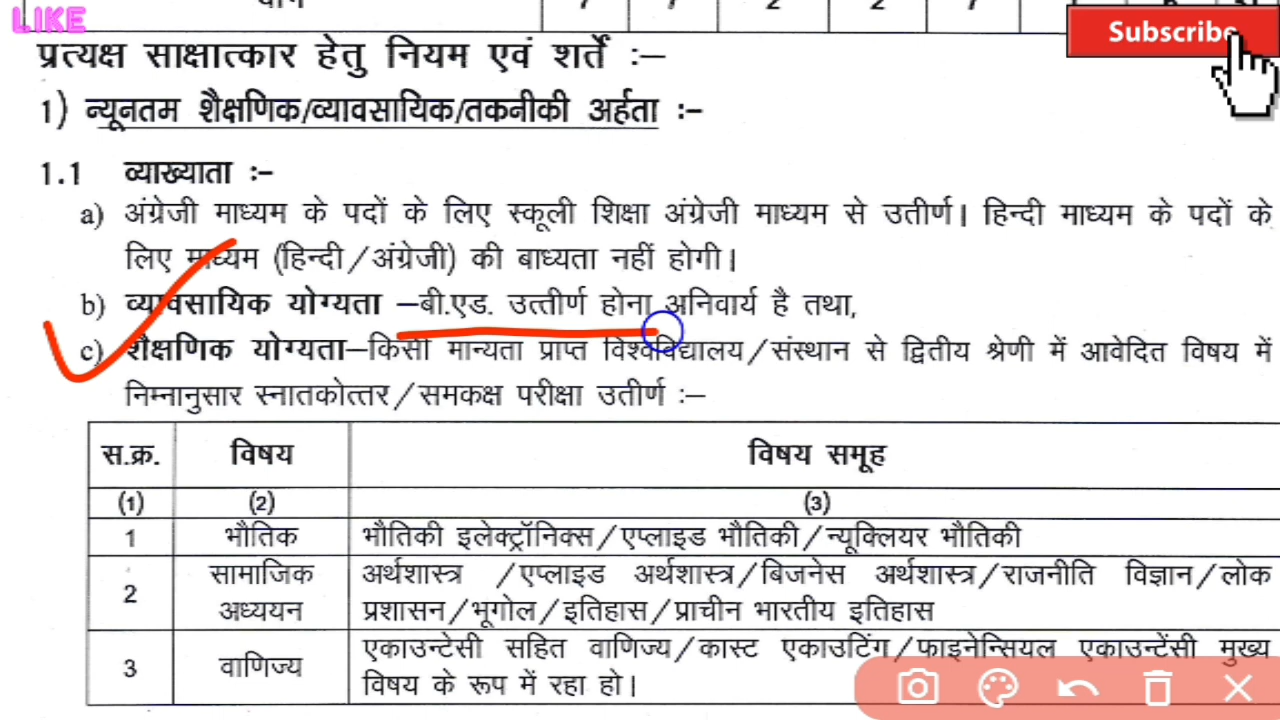 LIKE
Subscribe
प्रत्यक्ष साक्षात्कार हेतु नियम एवं शर्ते :–
1) न्यूनतम शैक्षणिक/व्यावसायिक/तकनीकी अर्हता :–
1.1 व्याख्याता :–
a) अंग्रेजी माध्यम के पदों के लिए स्कूली शिक्षा अंग्रेजी माध्यम से उतीर्ण। हिन्दी माध्यम के पदों के
लिए माध्यम (हिन्दी/अंग्रेजी) की बाध्यता नहीं होगी।
b) व्यावसायिक योग्यता –बी.एड. उत्तीर्ण होना अनिवार्य है तथा,
c) शैक्षणिक योग्यता–किसी मान्यता प्राप्त विश्वविद्यालय/संस्थान से द्वितीय श्रेणी में आवेदित विषय में
निम्नानुसार स्नातकोत्तर/समकक्ष परीक्षा उतीर्ण :–
स.क्र. विषय विषय समूह
(1) (2) (3)
1 भौतिक भौतिकी इलेक्ट्रॉनिक्स/एप्लाइड भौतिकी/न्यूक्लियर भौतिकी
2 सामाजिक अध्ययन अर्थशास्त्र /एप्लाइड अर्थशास्त्र/बिजनेस अर्थशास्त्र/राजनीति विज्ञान/लोक
प्रशासन/भूगोल/इतिहास/प्राचीन भारतीय इतिहास
3 वाणिज्य एकाउन्टेसी सहित वाणिज्य/कास्ट एकाउटिंग/फाइनेन्सियल एकाउन्टेंसी मुख्य
विषय के रूप में रहा हो।